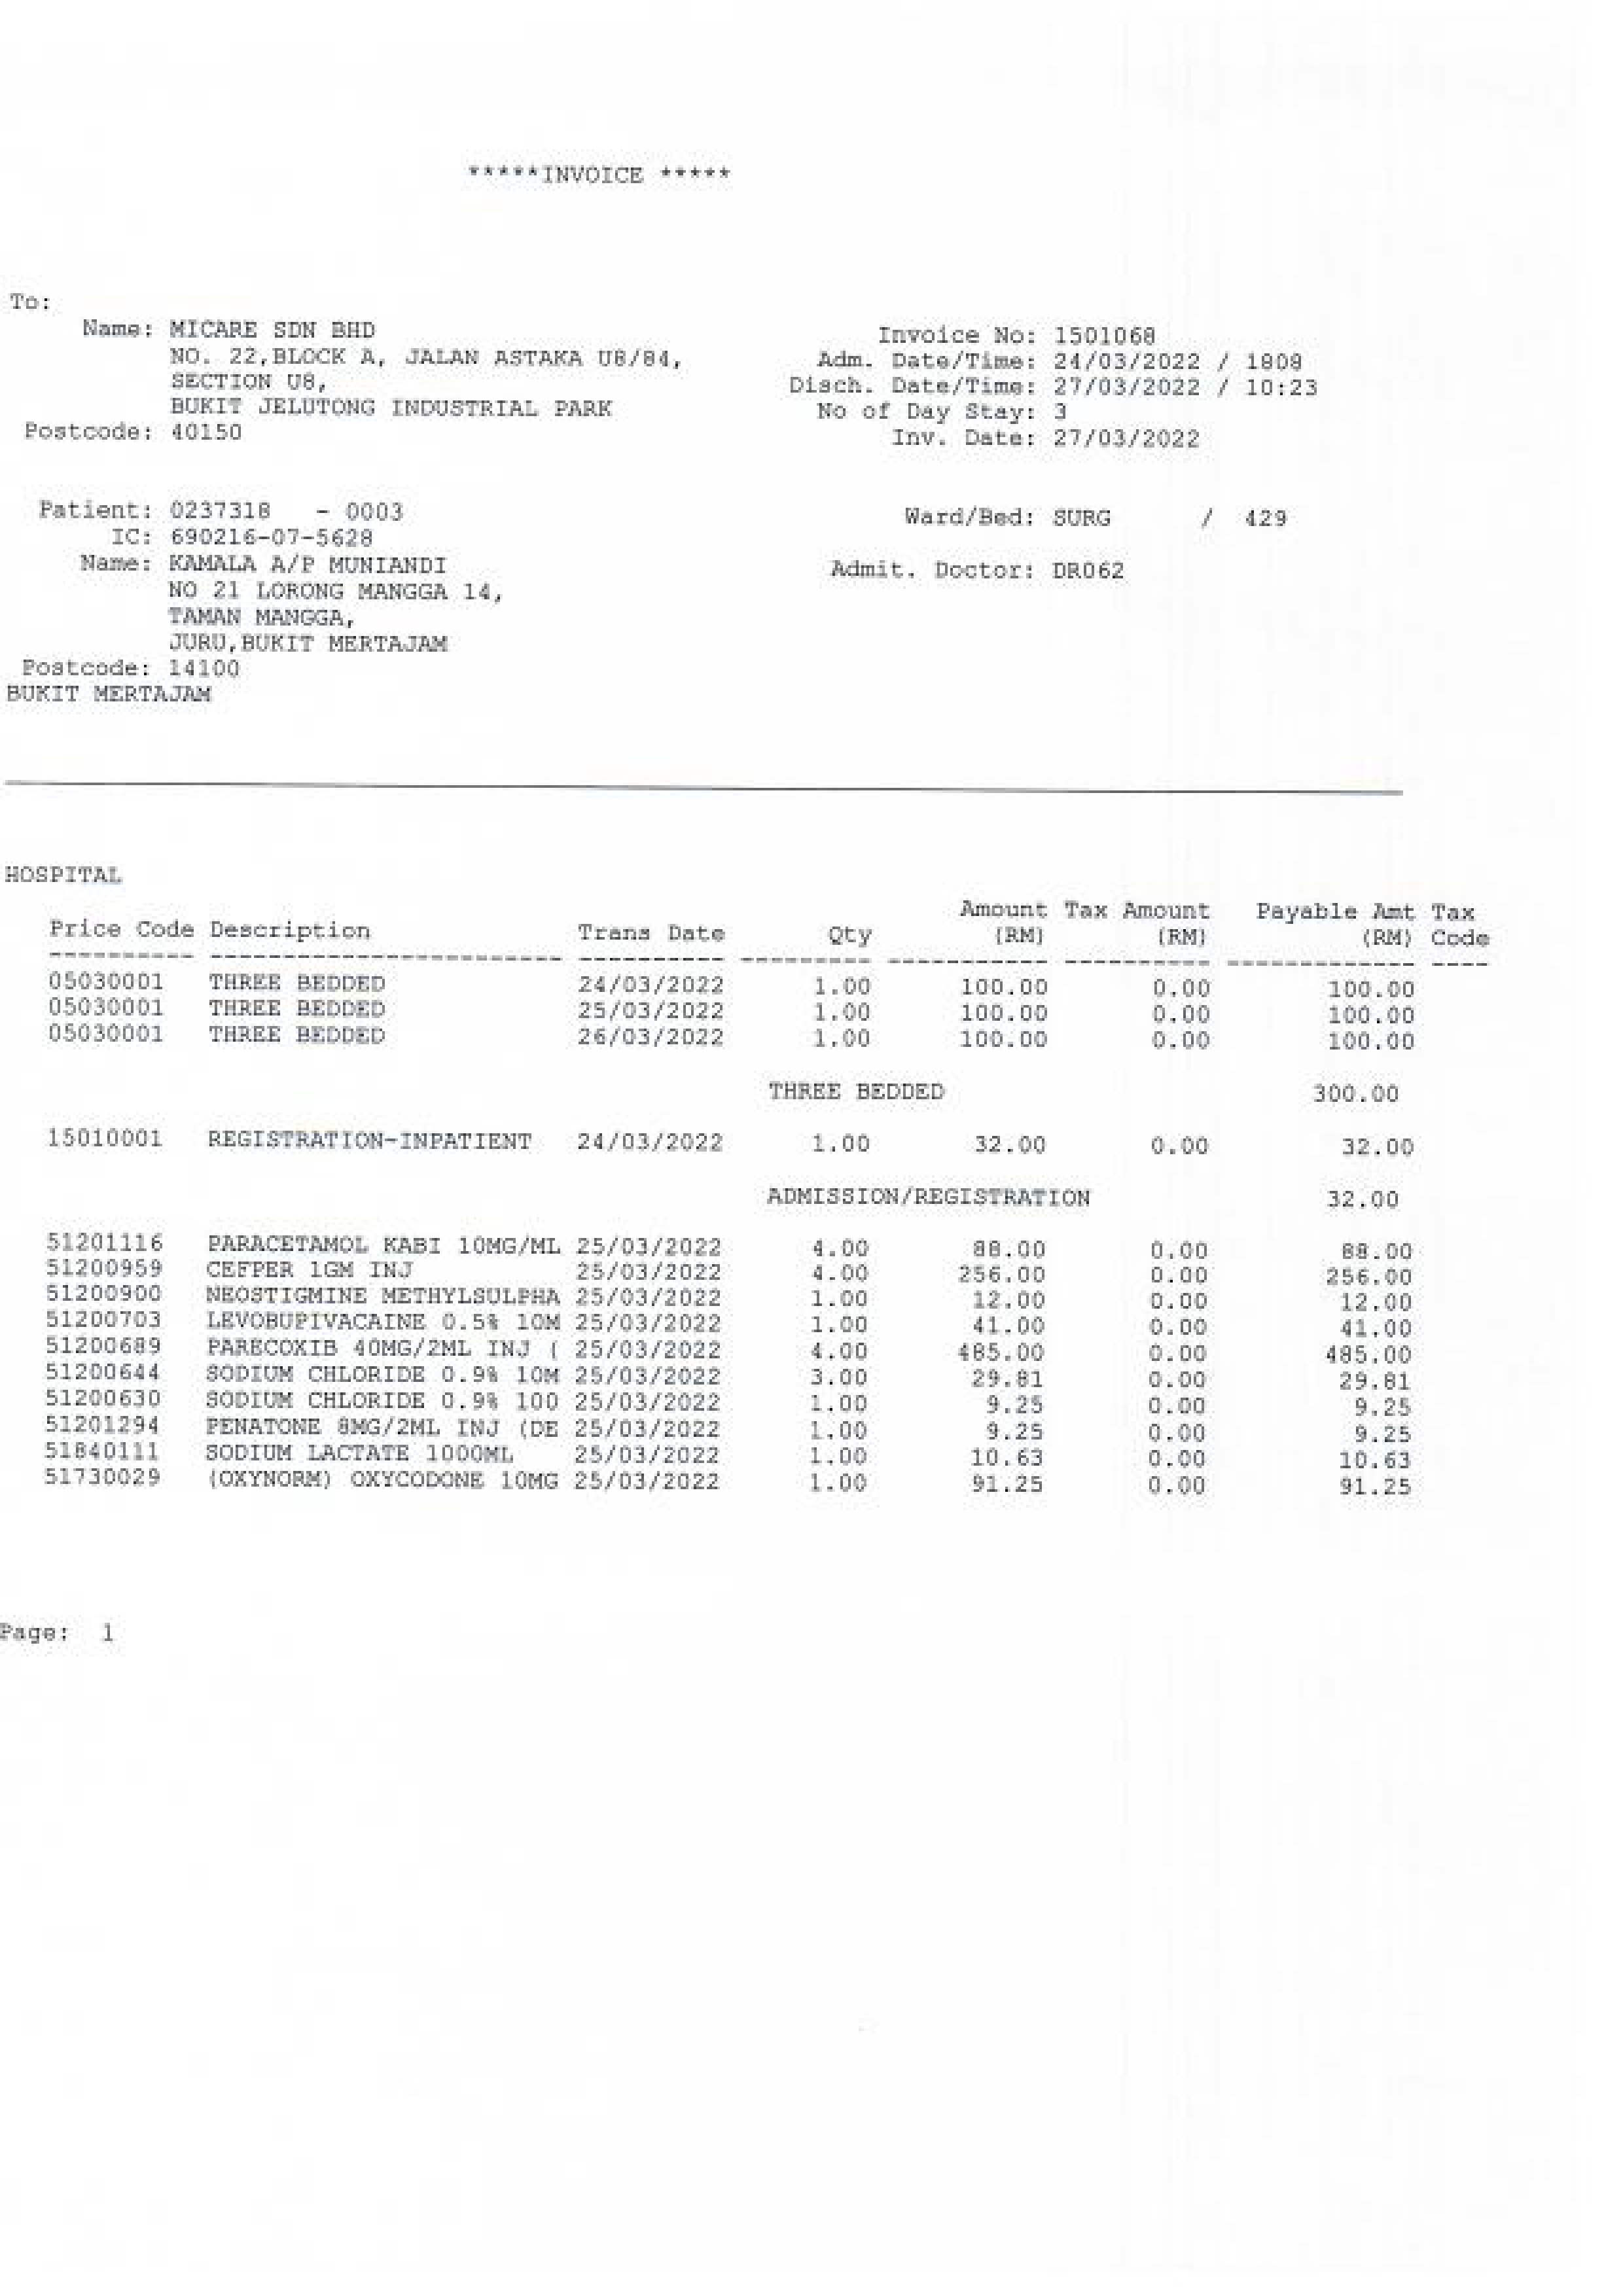 *****INVOICE *****
To:
Name: MICARE SDN BHD
NO. 22,BLOCK A, JALAN ASTAKA U8/84,
SECTION U8,
BUKIT JELUTONG INDUSTRIAL PARK
Postcode: 40150
Invoice No: 1501068
Adm. Date/Time: 24/03/2022 / 1808
Disch. Date/Time: 27/03/2022 / 10:23
No of Day Stay: 3
Inv. Date: 27/03/2022
Patient: 0237318 - 0003
IC: 690216-07-5628
Name: KAMALA A/P MUNIANDI
NO 21 LORONG MANGGA 14,
TAMAN MANGGA,
JURU,BUKIT MERTAJAM
Postcode: 14100
BUKIT MERTAJAM
Ward/Bed: SURG / 429
Admit. Doctor: DR062
HOSPITAL
Amount Tax Amount Payable Amt Tax
Price Code Description Trans Date Qty (RM) (RM) (RM) Code
05030001 THREE BEDDED 24/03/2022 1.00 100.00 0.00 100.00
05030001 THREE BEDDED 25/03/2022 1.00 100.00 0.00 100.00
05030001 THREE BEDDED 26/03/2022 1.00 100.00 0.00 100.00
THREE BEDDED 300.00
15010001 REGISTRATION-INPATIENT 24/03/2022 1.00 32.00 0.00 32.00
ADMISSION/REGISTRATION 32.00
51201116 PARACETAMOL KABI 10MG/ML 25/03/2022 4.00 88.00 0.00 88.00
51200959 CEFPER 1GM INJ 25/03/2022 4.00 256.00 0.00 256.00
51200900 NEOSTIGMINE METHYLSULPHA 25/03/2022 1.00 12.00 0.00 12.00
51200703 LEVOBUPIVACAINE 0.5% 10M 25/03/2022 1.00 41.00 0.00 41.00
51200689 PARECOXIB 40MG/2ML INJ ( 25/03/2022 4.00 485.00 0.00 485.00
51200644 SODIUM CHLORIDE 0.9% 10M 25/03/2022 3.00 29.81 0.00 29.81
51200630 SODIUM CHLORIDE 0.9% 100 25/03/2022 1.00 9.25 0.00 9.25
51201294 PENATONE 8MG/2ML INJ (DE 25/03/2022 1.00 9.25 0.00 9.25
51840111 SODIUM LACTATE 1000ML 25/03/2022 1.00 10.63 0.00 10.63
51730029 (OXYNORM) OXYCODONE 10MG 25/03/2022 1.00 91.25 0.00 91.25
Page: 1